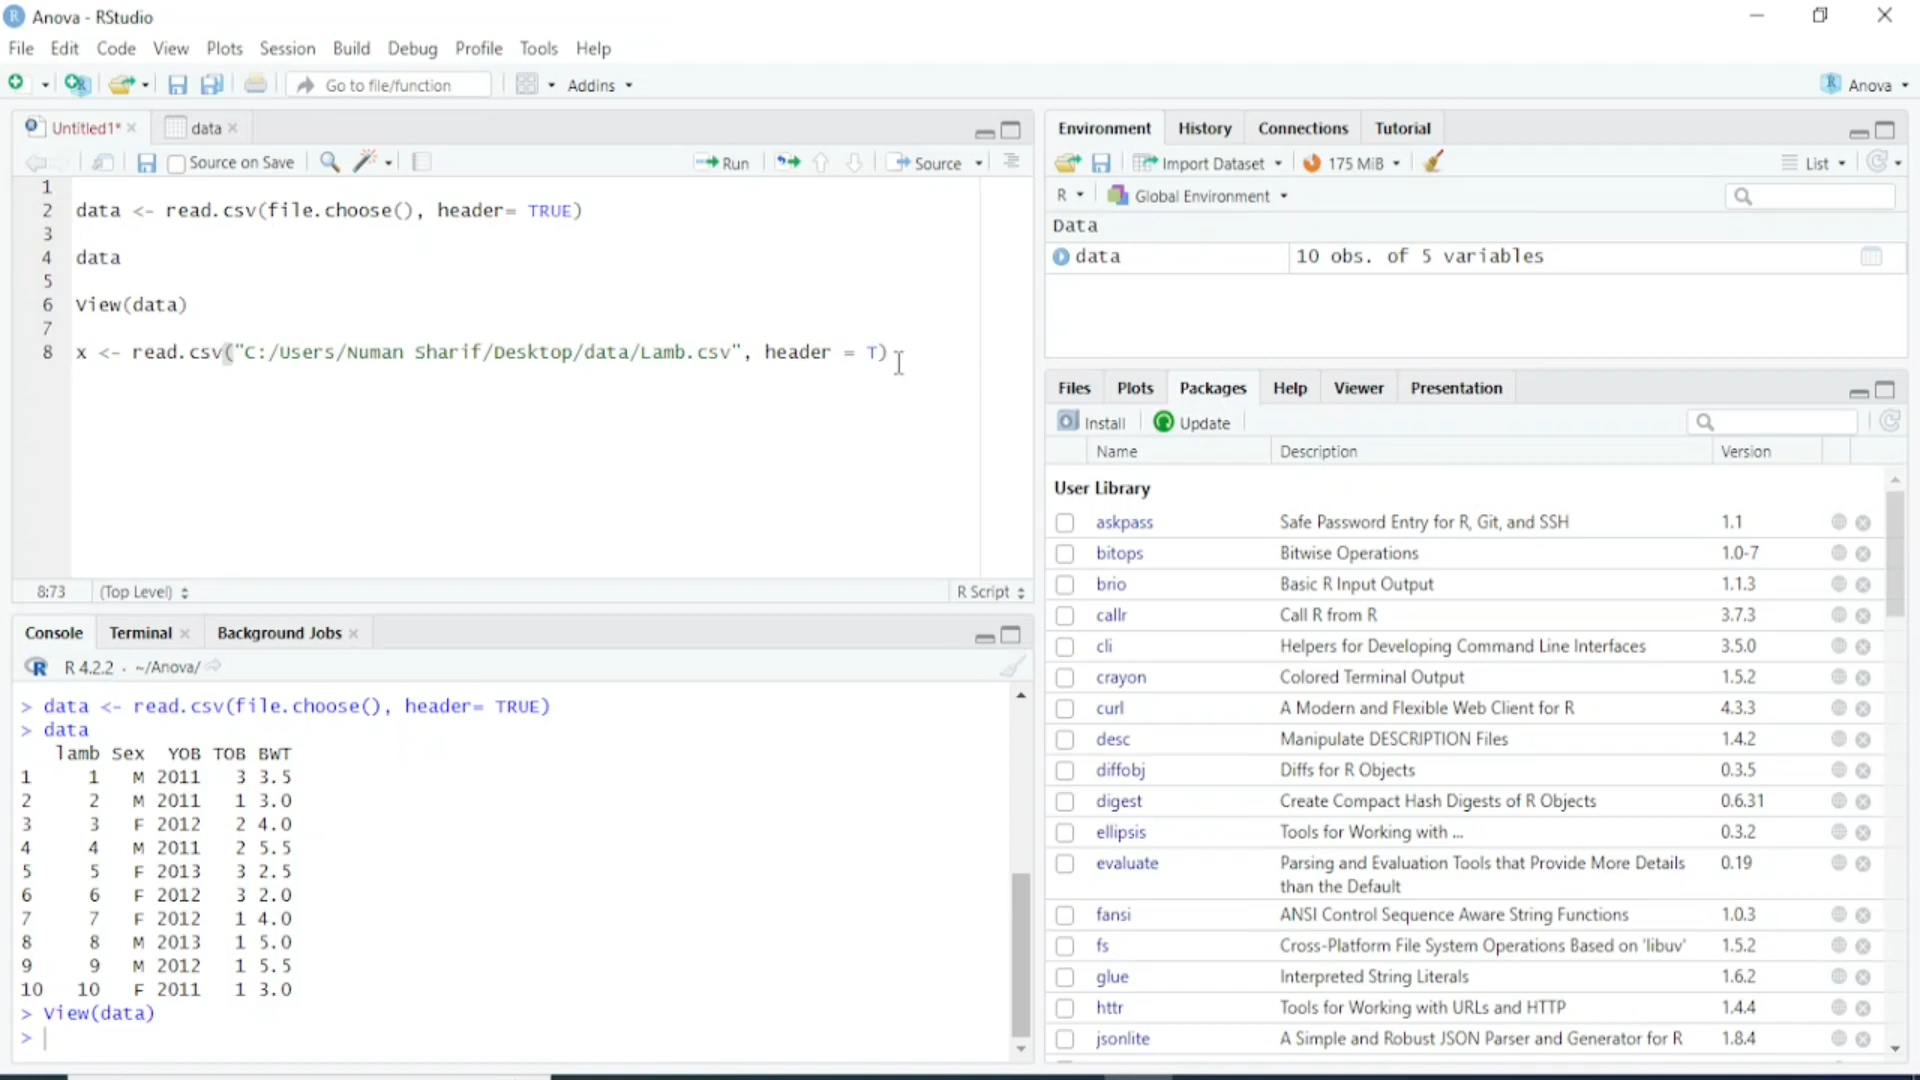 Anova - RStudio
File Edit Code View Plots Session Build Debug Profile Tools Help
Go to file/function Addins Anova
Untitled1* data
Source on Save Run Source
1
2 data <- read.csv(file.choose(), header= TRUE)
3
4 data
5
6 View(data)
7
8 x <- read.csv("C:/Users/Numan Sharif/Desktop/data/Lamb.csv", header = T)
8:73 (Top Level) R Script
Console Terminal Background Jobs
R 4.2.2 . ~/Anova/
> data <- read.csv(file.choose(), header= TRUE)
> data
lamb Sex YOB TOB BWT
1 1 M 2011 3 3.5
2 2 M 2011 1 3.0
3 3 F 2012 2 4.0
4 4 M 2011 2 5.5
5 5 F 2013 3 2.5
6 6 F 2012 3 2.0
7 7 F 2012 1 4.0
8 8 M 2013 1 5.0
9 9 M 2012 1 5.5
10 10 F 2011 1 3.0
> View(data)
>
Environment History Connections Tutorial
Import Dataset 175 MiB List
R Global Environment
Data
data 10 obs. of 5 variables
Files Plots Packages Help Viewer Presentation
Install Update
Name Description Version
User Library
askpass Safe Password Entry for R, Git, and SSH 1.1
bitops Bitwise Operations 1.0-7
brio Basic R Input Output 1.1.3
callr Call R from R 3.7.3
cli Helpers for Developing Command Line Interfaces 3.5.0
crayon Colored Terminal Output 1.5.2
curl A Modern and Flexible Web Client for R 4.3.3
desc Manipulate DESCRIPTION Files 1.4.2
diffobj Diffs for R Objects 0.3.5
digest Create Compact Hash Digests of R Objects 0.6.31
ellipsis Tools for Working with ... 0.3.2
evaluate Parsing and Evaluation Tools that Provide More Details 0.19
than the Default
fansi ANSI Control Sequence Aware String Functions 1.0.3
fs Cross-Platform File System Operations Based on 'libuv' 1.5.2
glue Interpreted String Literals 1.6.2
httr Tools for Working with URLs and HTTP 1.4.4
jsonlite A Simple and Robust JSON Parser and Generator for R 1.8.4